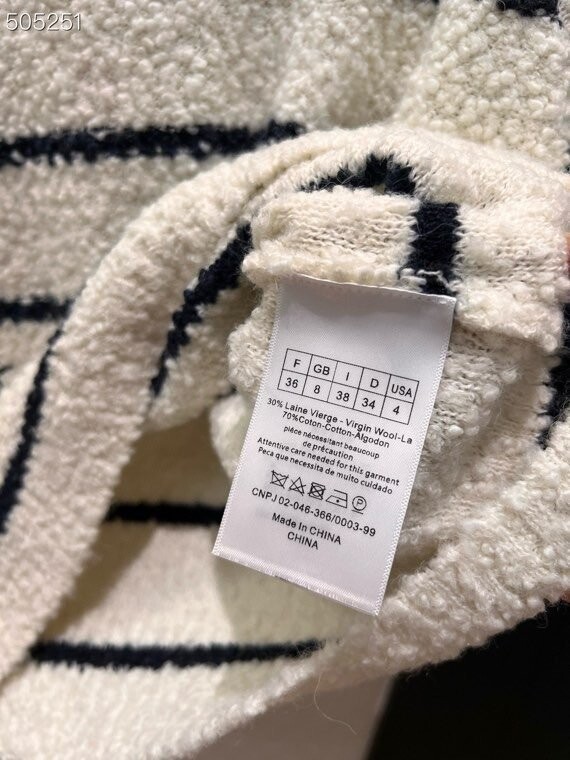 505251
F GB I D USA
36 8 38 34 4
30% Laine Vierge - Virgin Wool-La
70%Coton-Cotton-Algodon
pièce nécessitant beaucoup
de précaution
Attentive care needed for this garment
Peca que necessita de muito cuidado
P
CNPJ 02-046-366/0003-99
Made In CHINA
CHINA